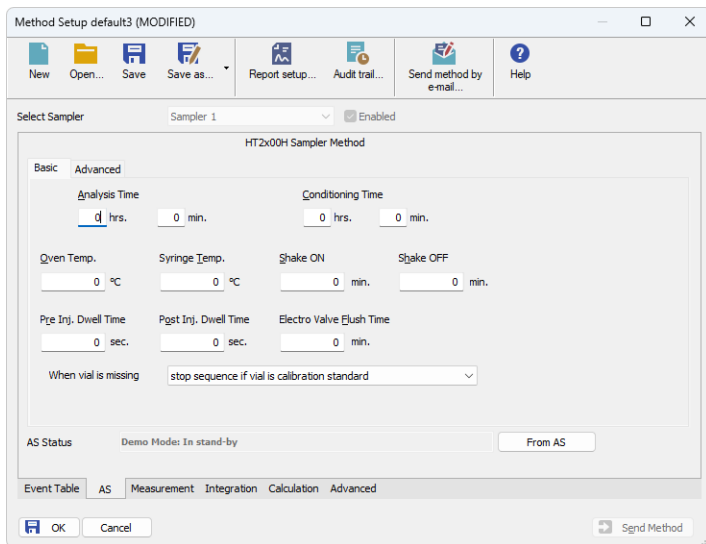 Method Setup default3 (MODIFIED)
New Open... Save Save as... Report setup... Audit trail... Send method by e-mail... Help
Select Sampler Sampler 1 Enabled
HT2x00H Sampler Method
Basic Advanced
Analysis Time Conditioning Time
0 hrs. 0 min. 0 hrs. 0 min.
Oven Temp. Syringe Temp. Shake ON Shake OFF
0 ºC 0 ºC 0 min. 0 min.
Pre Inj. Dwell Time Post Inj. Dwell Time Electro Valve Flush Time
0 sec. 0 sec. 0 min.
When vial is missing stop sequence if vial is calibration standard
AS Status Demo Mode: In stand-by From AS
Event Table AS Measurement Integration Calculation Advanced
OK Cancel Send Method